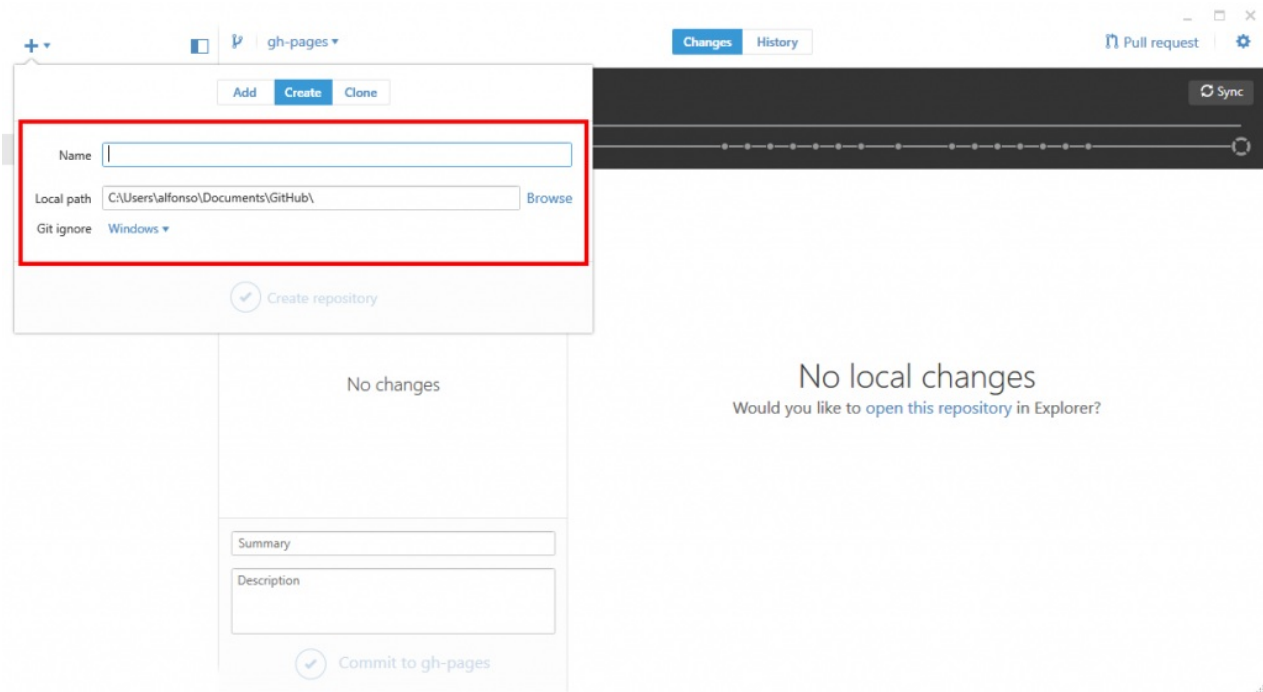 gh-pages
Changes History
Pull request
Add Create Clone
Sync
Name
Local path C:\Users\alfonso\Documents\GitHub\ Browse
Git ignore Windows
Create repository
No changes
No local changes
Would you like to open this repository in Explorer?
Summary
Description
Commit to gh-pages